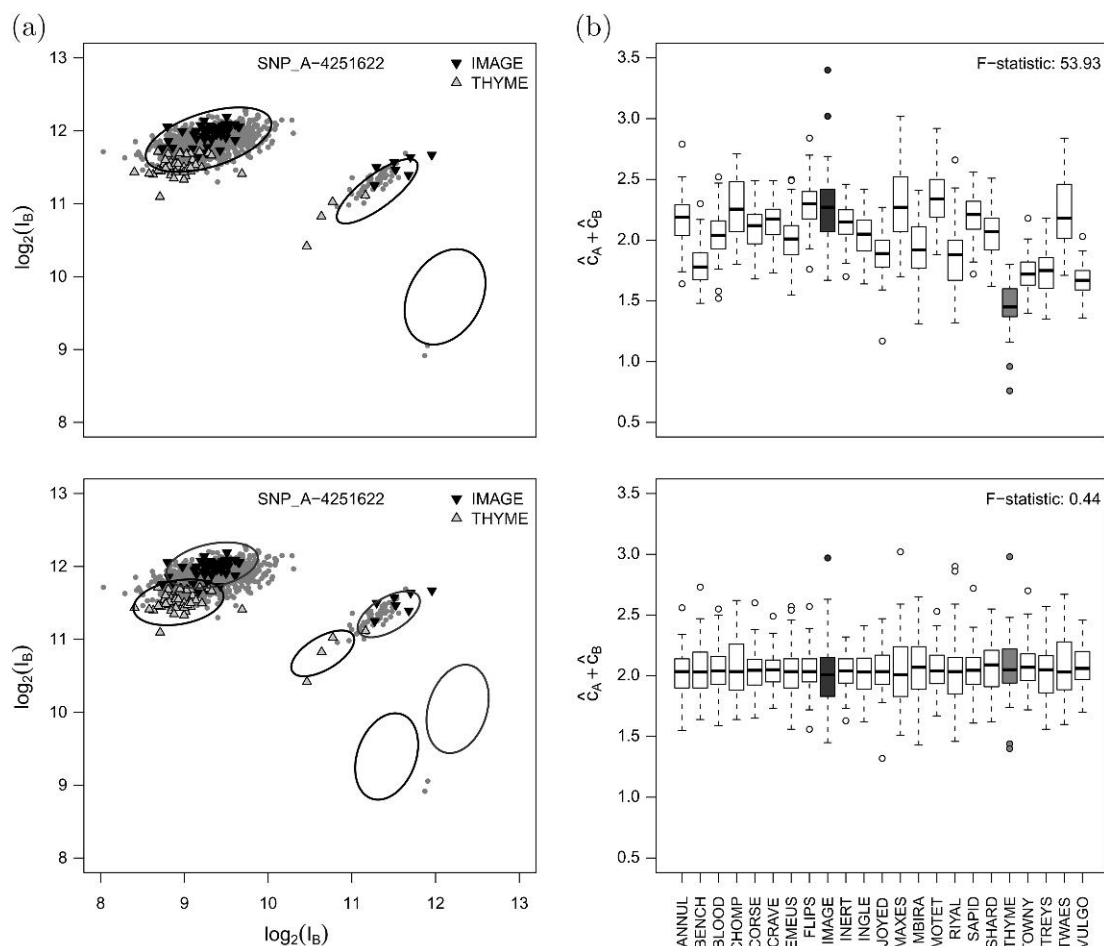 (a)
(b)
SNP_A−4251622
▼ IMAGE
△ THYME
log2(IB)
13
12
11
10
9
8
F−statistic: 53.93
ĉA + ĉB
3.5
3.0
2.5
2.0
1.5
1.0
0.5
SNP_A−4251622
▼ IMAGE
△ THYME
log2(IB)
13
12
11
10
9
8
8 9 10 11 12 13
log2(IB)
F−statistic: 0.44
ĉA + ĉB
3.5
3.0
2.5
2.0
1.5
1.0
0.5
ANNUL
BENCH
BLOOD
CHOMP
CORSE
CRAVE
EMEUS
FLIPS
IMAGE
INERT
INGLE
JOYED
MAXES
MBIRA
MOTET
RIYAL
SAPID
SHARD
THYME
OWNY
TREYS
TWAES
VULGO